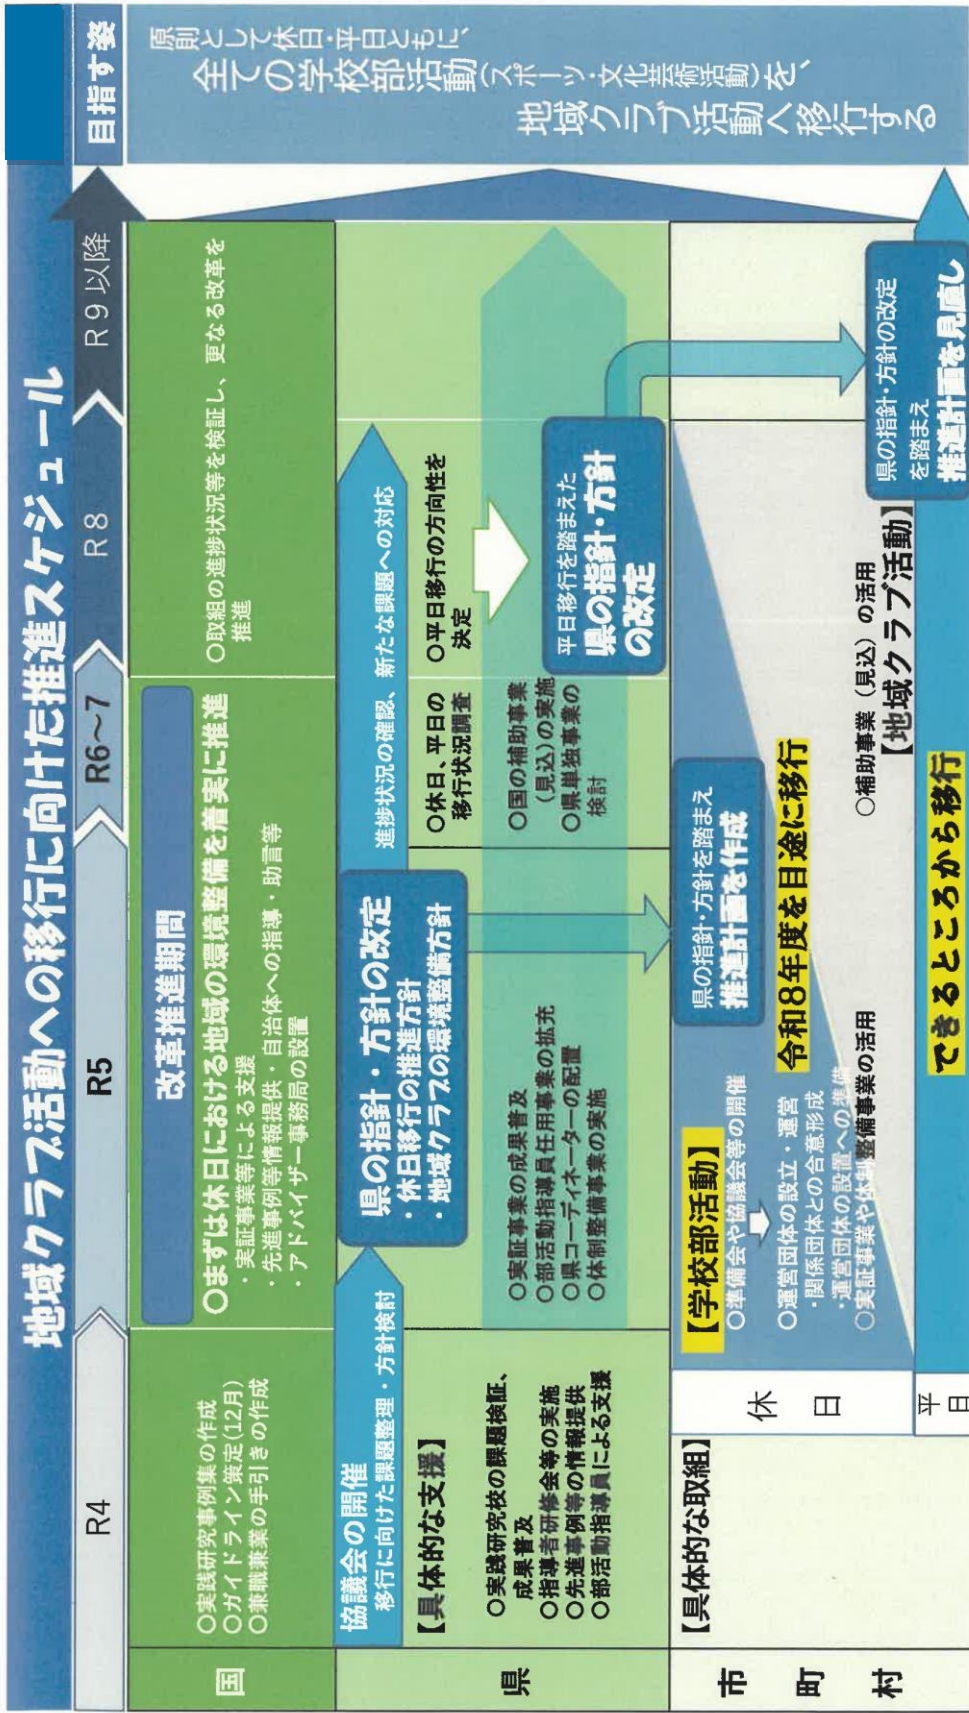 地域クラブ活動への移行に向けた推進スケジュール
R4
R5
R6～7
R8
R9以降
目指す姿
原則として休日・平日ともに、
全ての学校部活動(スポーツ・文化芸術活動)を、
地域クラブ活動へ移行する
国
○実践研究事例集の作成
○ガイドライン策定(12月)
○兼職兼業の手引きの作成
改革推進期間
○まずは休日における地域の環境整備を着実に推進
・実証事業等による支援
・先進事例等情報提供・自治体への指導・助言等
・アドバイザー事務局の設置
○取組の進捗状況等を検証し、更なる改革を
推進
県
協議会の開催
移行に向けた課題整理・方針検討
県の指針・方針の改定
・休日移行の推進方針
・地域クラブの環境整備方針
進捗状況の確認、新たな課題への対応
【具体的な支援】
○実践研究校の課題検証、
成果普及
○指導者研修会等の実施
○先進事例等の情報提供
○部活動指導員による支援
○実証事業の成果普及
○部活動指導員任用事業の拡充
○県コーディネーターの配置
○体制整備事業の実施
○休日、平日の
移行状況調査
○国の補助事業
(見込)の実施
○県単独事業の
検討
○平日移行の方向性を
決定
平日移行を踏まえた
県の指針・方針
の改定
市町村
【具体的な取組】
休日
【学校部活動】
○準備会や協議会等の開催
○運営団体の設立・運営
・関係団体との合意形成
・運営団体の設置への準備
○実証事業や体制整備事業の活用
県の指針・方針を踏まえ
推進計画を作成
令和8年度を目途に移行
○補助事業(見込)の活用
【地域クラブ活動】
平日
できるところから移行
県の指針・方針の改定
を踏まえ
推進計画を見直し